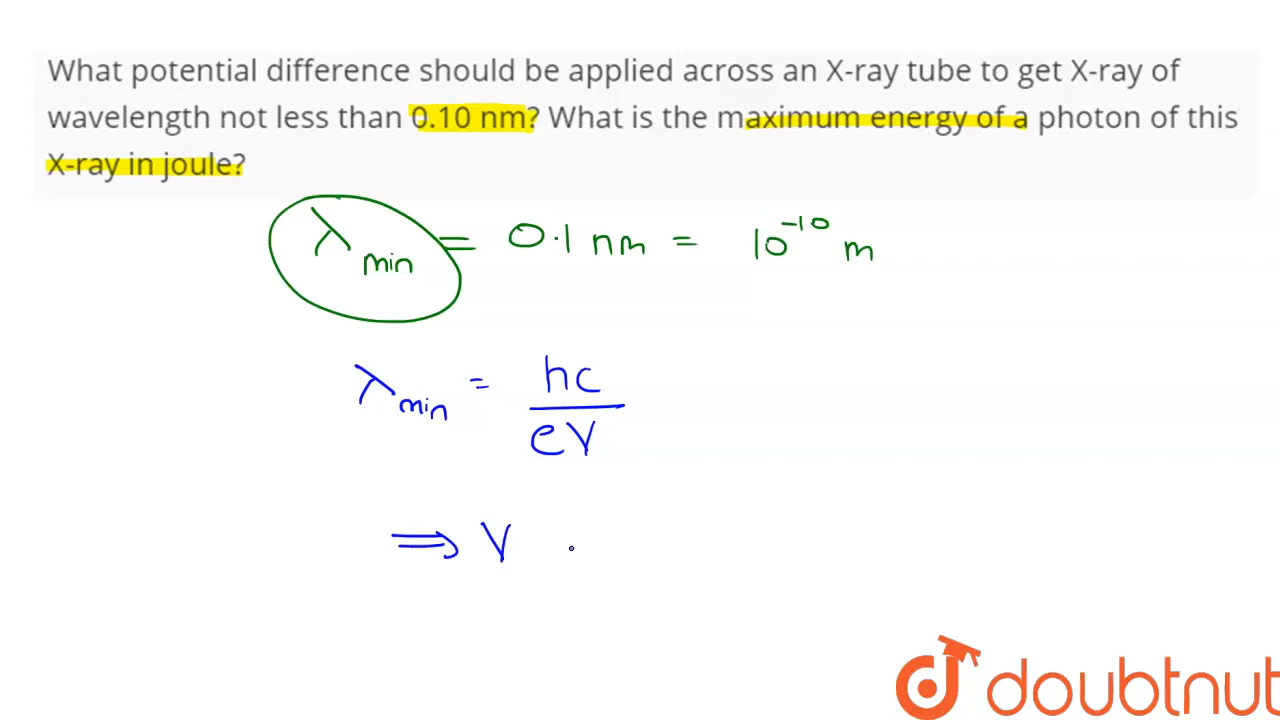 What potential difference should be applied across an X-ray tube to get X-ray of
wavelength not less than 0.10 nm? What is the maximum energy of a photon of this
X-ray in joule?
λ_min = 0.1 nm = 10^-10 m
λ_min = hc/eV
⇒ V
doubtnut